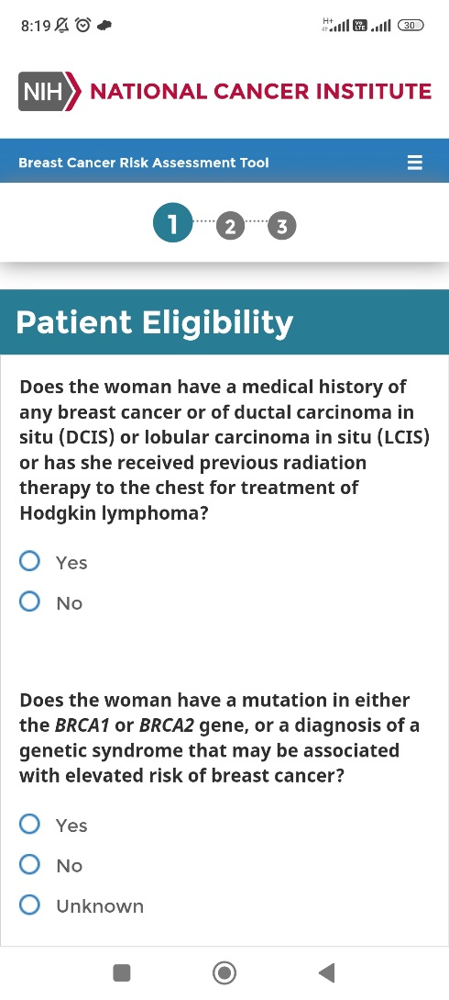 8:19
H+
Vo LTE
30
NIH NATIONAL CANCER INSTITUTE
Breast Cancer Risk Assessment Tool
1 2 3
Patient Eligibility
Does the woman have a medical history of
any breast cancer or of ductal carcinoma in
situ (DCIS) or lobular carcinoma in situ (LCIS)
or has she received previous radiation
therapy to the chest for treatment of
Hodgkin lymphoma?
Yes
No
Does the woman have a mutation in either
the BRCA1 or BRCA2 gene, or a diagnosis of a
genetic syndrome that may be associated
with elevated risk of breast cancer?
Yes
No
Unknown